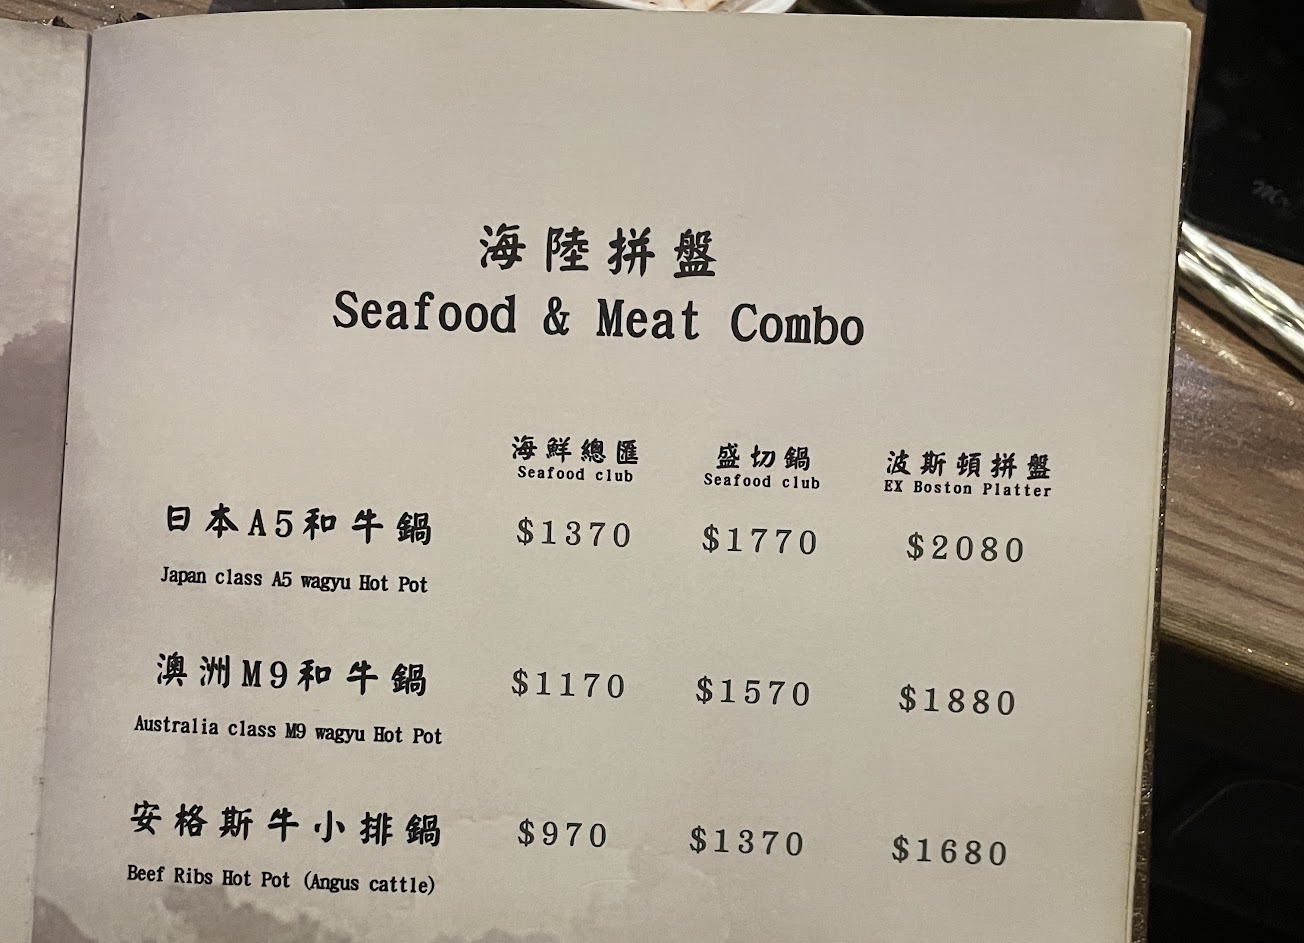 海陸拼盤
Seafood & Meat Combo
海鮮總匯 盛切鍋 波斯頓拼盤
Seafood club Seafood club EX Boston Platter
日本A5和牛鍋 $1370 $1770 $2080
Japan class A5 wagyu Hot Pot
澳洲M9和牛鍋 $1170 $1570 $1880
Australia class M9 wagyu Hot Pot
安格斯牛小排鍋 $970 $1370 $1680
Beef Ribs Hot Pot (Angus cattle)